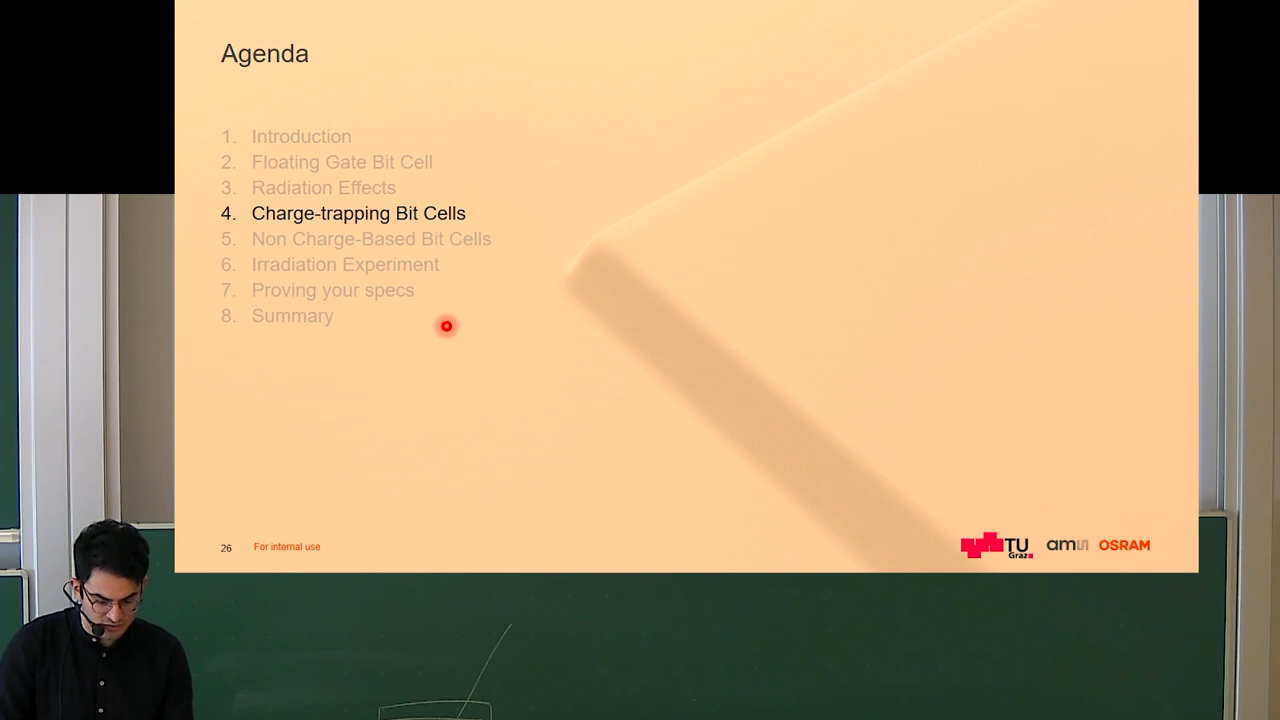 Agenda
1. Introduction
2. Floating Gate Bit Cell
3. Radiation Effects
4. Charge-trapping Bit Cells
5. Non Charge-Based Bit Cells
6. Irradiation Experiment
7. Proving your specs
8. Summary
26 For internal use
TU Graz am OSRAM